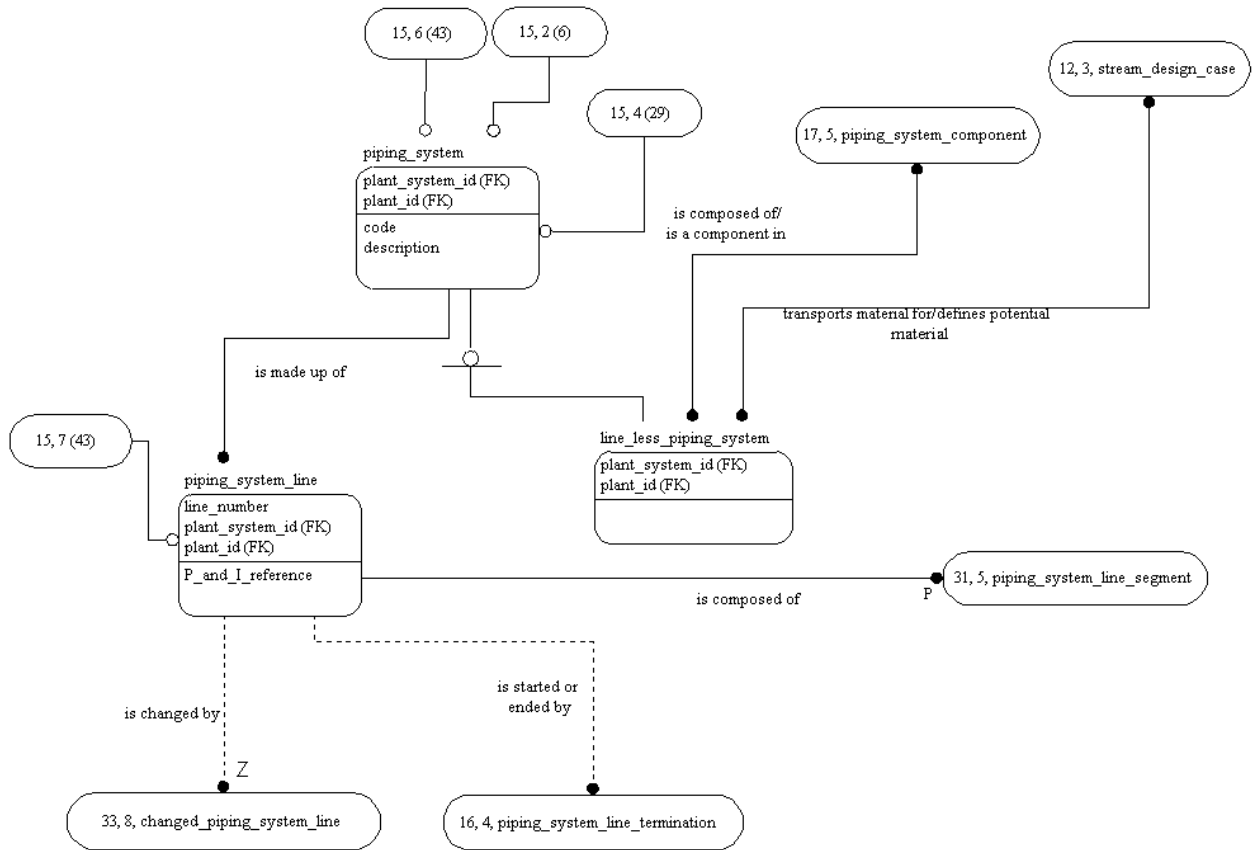 15, 6 (43)
15, 2 (6)
12, 3, stream_design_case
15, 4 (29)
17, 5, piping_system_component
piping_system
plant_system_id (FK)
plant_id (FK)
code
description
is composed of/
is a component in
transports material for/defines potential
material
is made up of
15, 7 (43)
line_less_piping_system
plant_system_id (FK)
plant_id (FK)
piping_system_line
line_number
plant_system_id (FK)
plant_id (FK)
P_and_I_reference
31, 5, piping_system_line_segment
P
is composed of
is started or
ended by
is changed by
Z
33, 8, changed_piping_system_line
16, 4, piping_system_line_termination